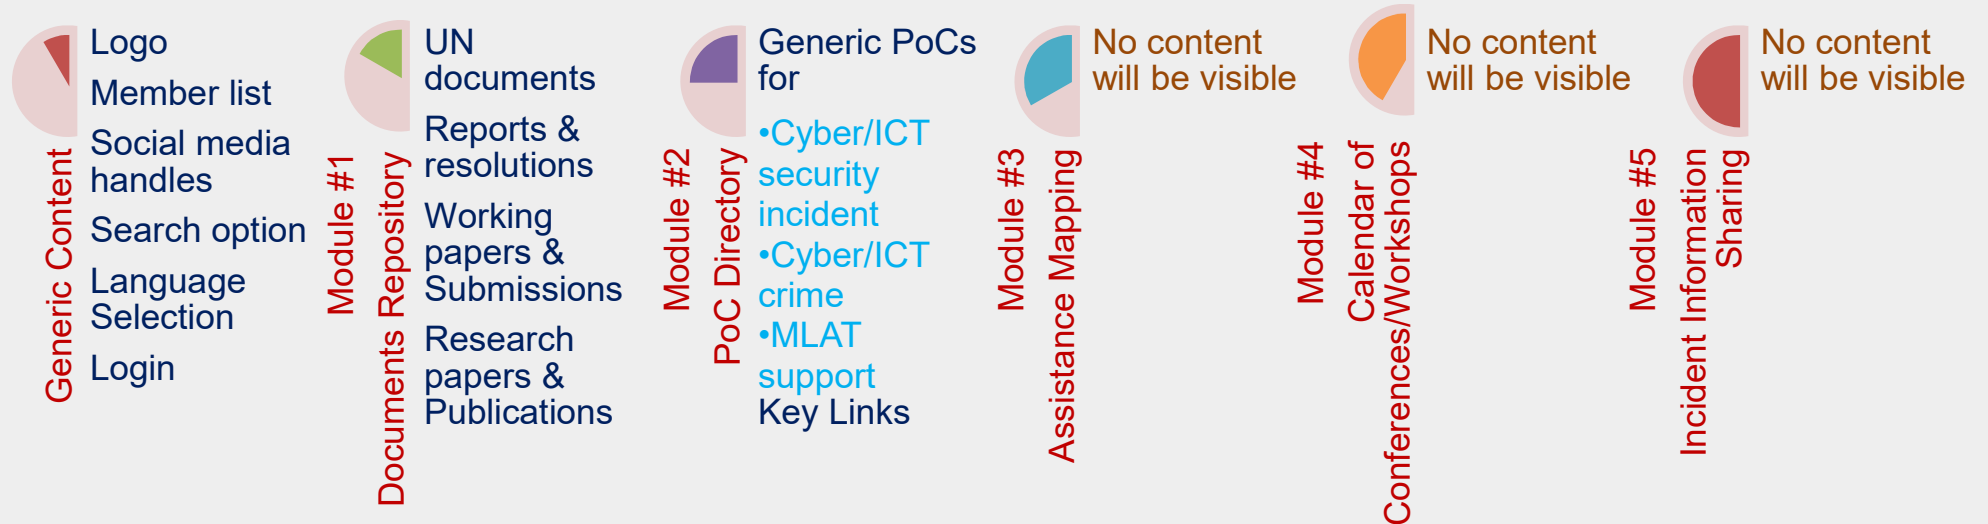 Generic Content
Logo
Member list
Social media
handles
Search option
Language
Selection
Login
Module #1
Documents Repository
UN
documents
Reports &
resolutions
Working
papers &
Submissions
Research
papers &
Publications
Module #2
PoC Directory
Generic PoCs
for
•Cyber/ICT
security
incident
•Cyber/ICT
crime
•MLAT
support
Key Links
Module #3
Assistance Mapping
No content
will be visible
Module #4
Calendar of
Conferences/Workshops
No content
will be visible
Module #5
Incident Information
Sharing
No content
will be visible